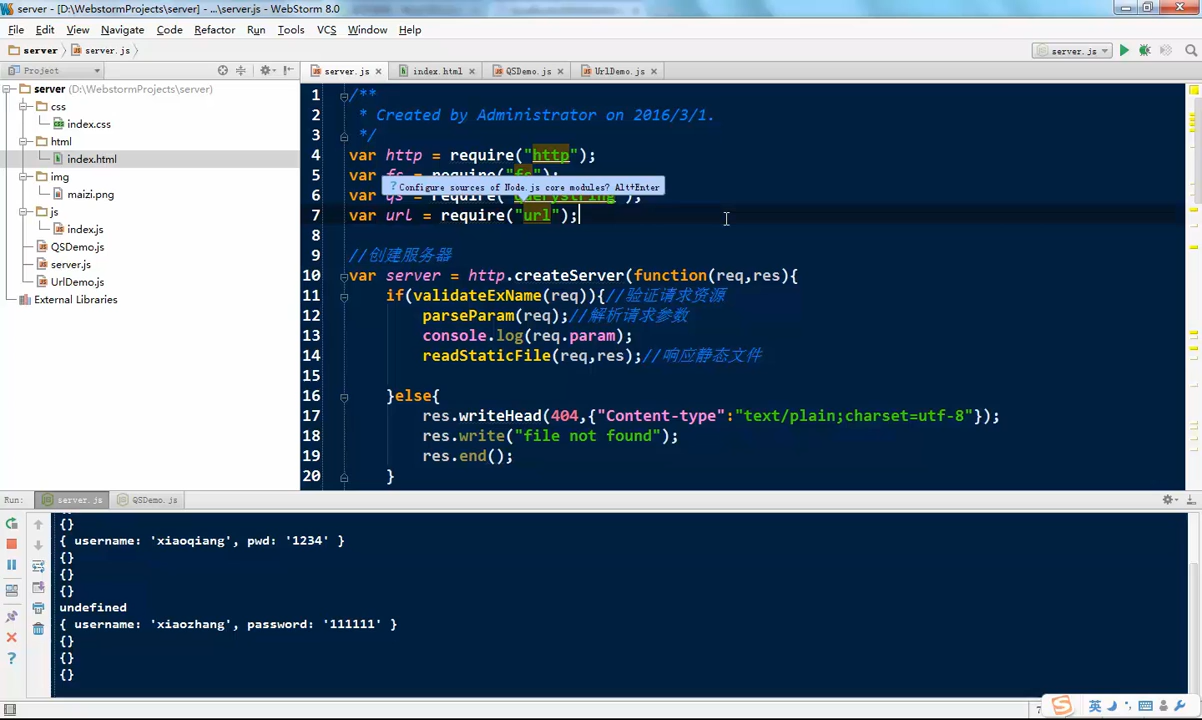 server - [D:\WebstormProjects\server] - ...\server.js - WebStorm 8.0
File Edit View Navigate Code Refactor Run Tools VCS Window Help
server server.js server.js
Project server.js index.html QSDemo.js UrlDemo.js
server (D:\WebstormProjects\server)
css
index.css
html
index.html
img
maizi.png
js
index.js
QSDemo.js
server.js
UrlDemo.js
External Libraries
1 /**
2 * Created by Administrator on 2016/3/1.
3 */
4 var http = require("http");
5 var fs = require("fs");
? Configure sources of Node.js core modules? Alt+Enter
6 var qs = require("querystring");
7 var url = require("url");
8
9 //创建服务器
10 var server = http.createServer(function(req,res){
11 if(validateExName(req)){//验证请求资源
12 parseParam(req);//解析请求参数
13 console.log(req.param);
14 readStaticFile(req,res);//响应静态文件
15
16 }else{
17 res.writeHead(404,{"Content-type":"text/plain;charset=utf-8"});
18 res.write("file not found");
19 res.end();
20 }
Run: server.js QSDemo.js
{}
{ username: 'xiaoqiang', pwd: '1234' }
{}
{}
{}
undefined
{ username: 'xiaozhang', password: '111111' }
{}
{}
{}
英